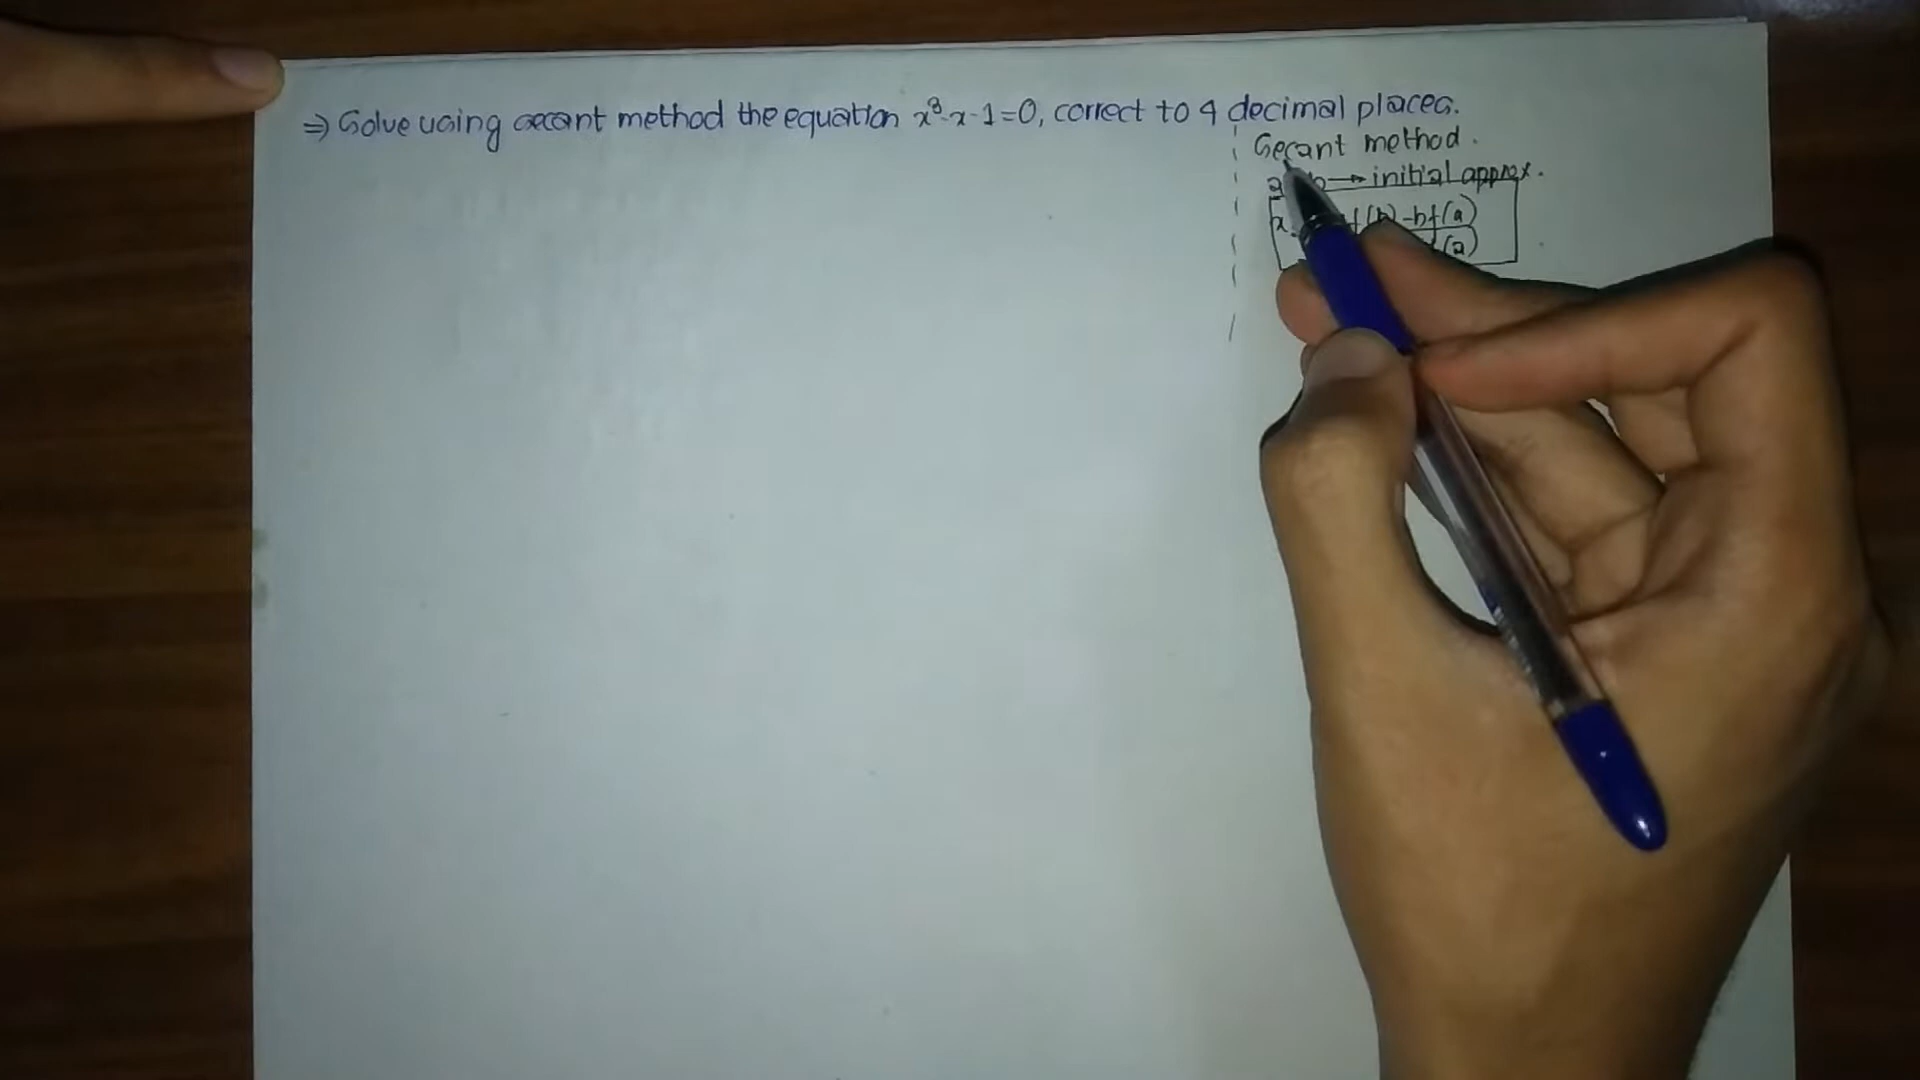 ⇒ Solve using secant method the equation x³-x-1=0, correct to 4 decimal places.
Secant method.
a b → initial approx.
x f(b)-bf(a)
(a)